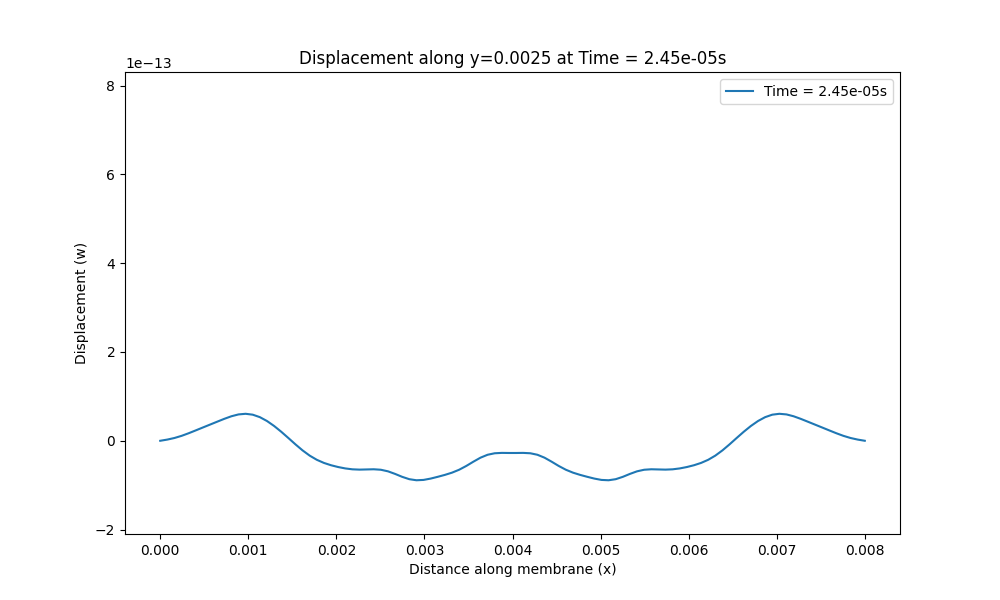 Displacement along y=0.0025 at Time = 2.45e-05s
1e−13
Time = 2.45e-05s
8
6
4
2
0
−2
Displacement (w)
0.000 0.001 0.002 0.003 0.004 0.005 0.006 0.007 0.008
Distance along membrane (x)